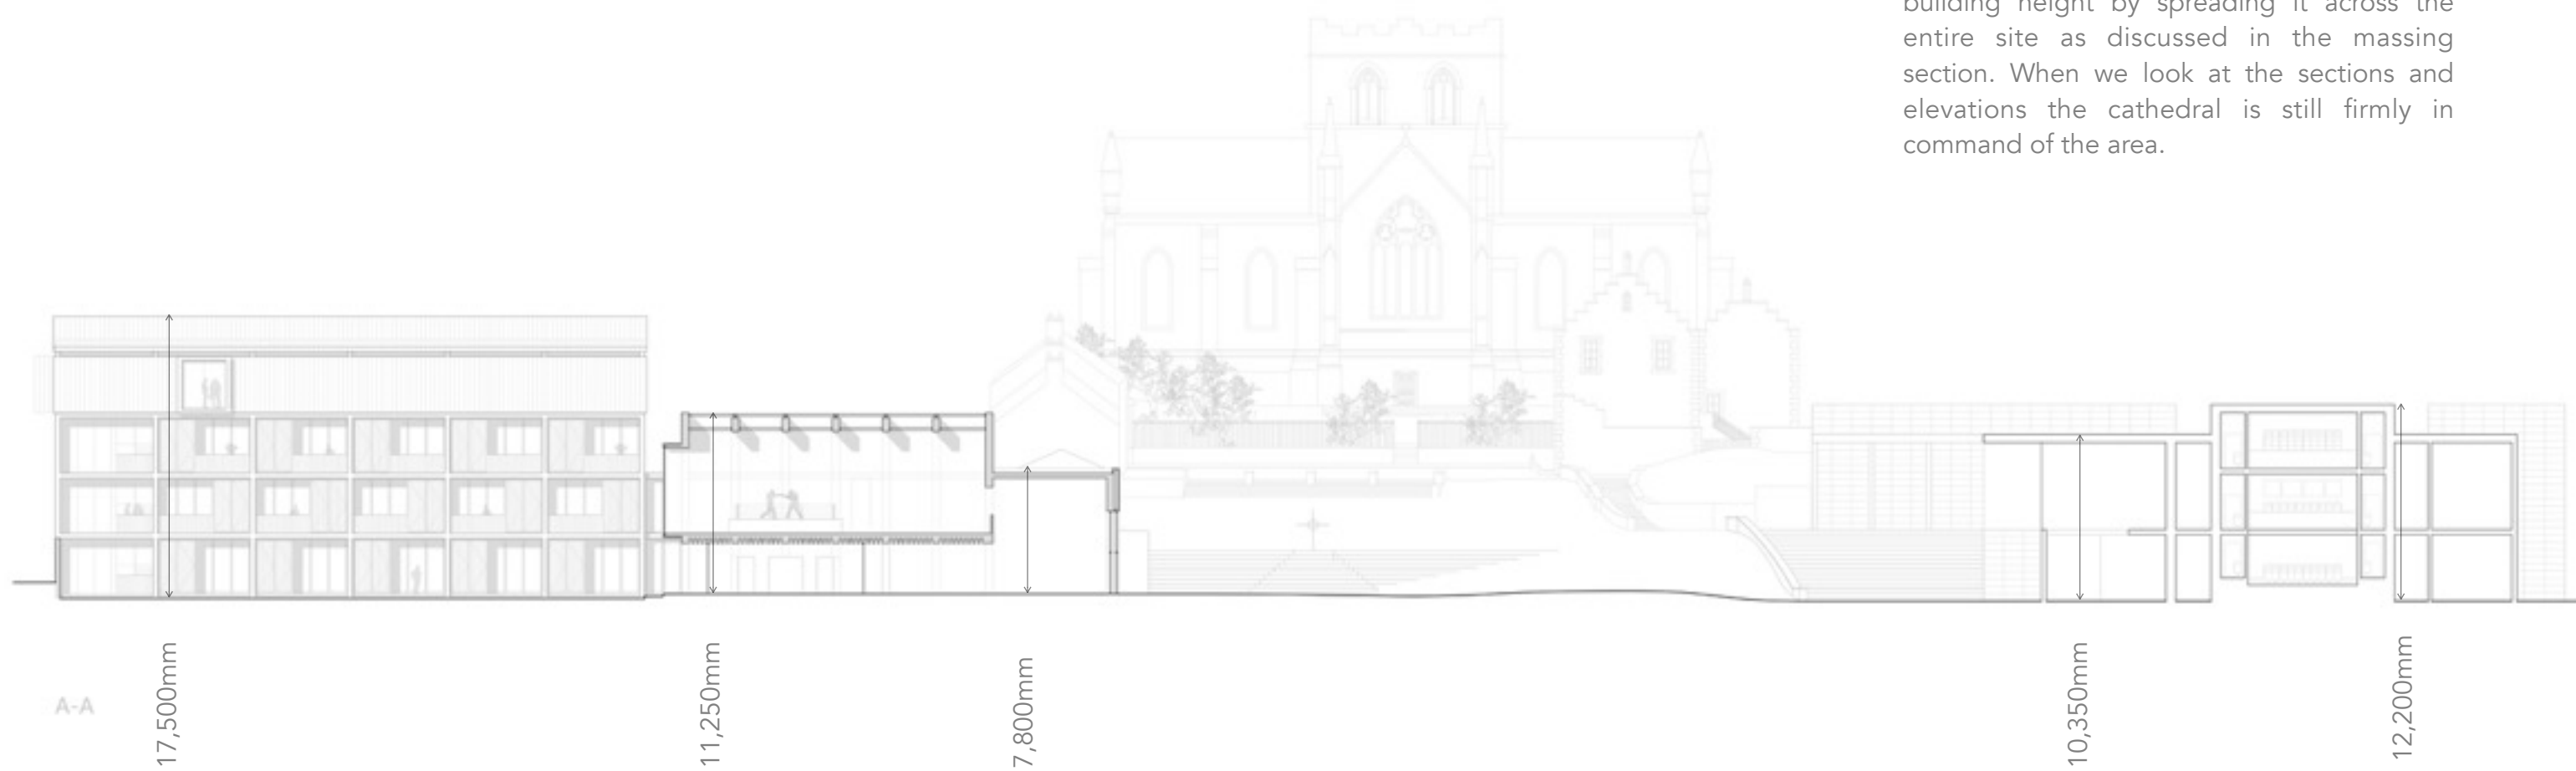 building height by spreading it across the
entire site as discussed in the massing
section. When we look at the sections and
elevations the cathedral is still firmly in
command of the area.
A-A
17,500mm
11,250mm
7,800mm
10,350mm
12,200mm